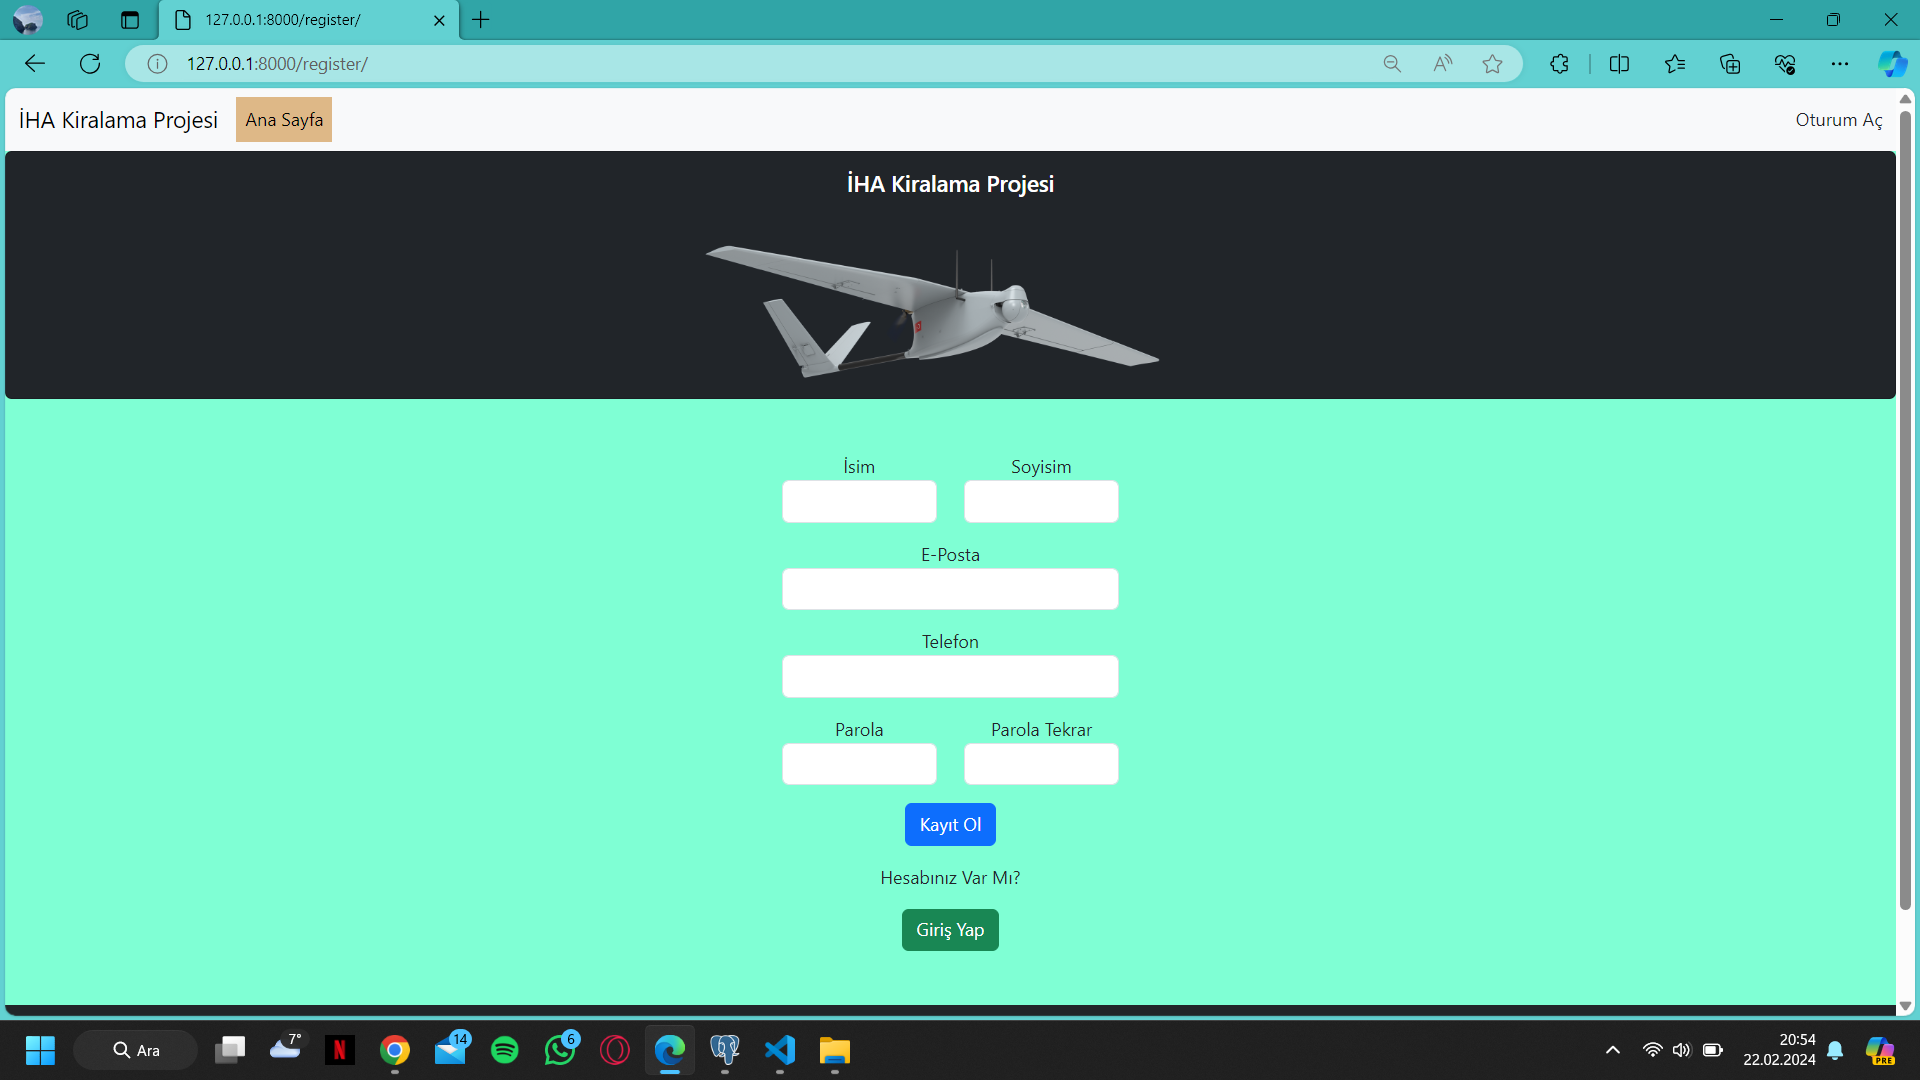 127.0.0.1:8000/register/
127.0.0.1:8000/register/
İHA Kiralama Projesi Ana Sayfa Oturum Aç
İHA Kiralama Projesi
İsim Soyisim
E-Posta
Telefon
Parola Parola Tekrar
Kayıt Ol
Hesabınız Var Mı?
Giriş Yap
Ara 7° N 14 6 20:54 PRE
22.02.2024